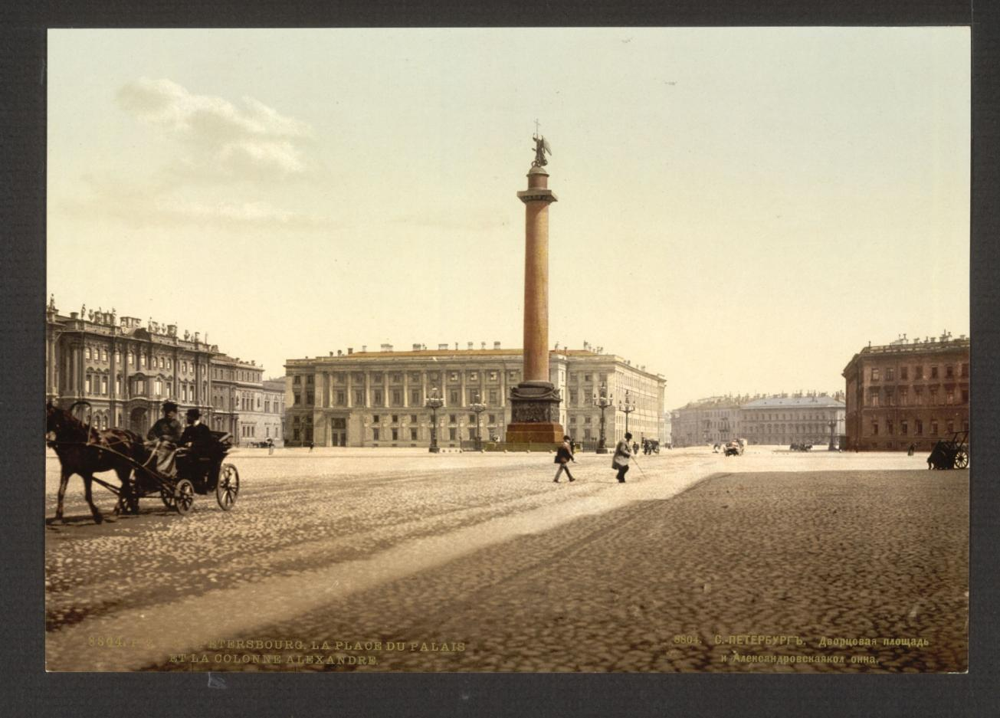 8804. P. Z. PETERSBOURG. LA PLACE DU PALAIS
ET LA COLONNE ALEXANDRE.
8804. С.-ПЕТЕРБУРГЪ. Дворцовая площадь
и Александровскаякол онна.